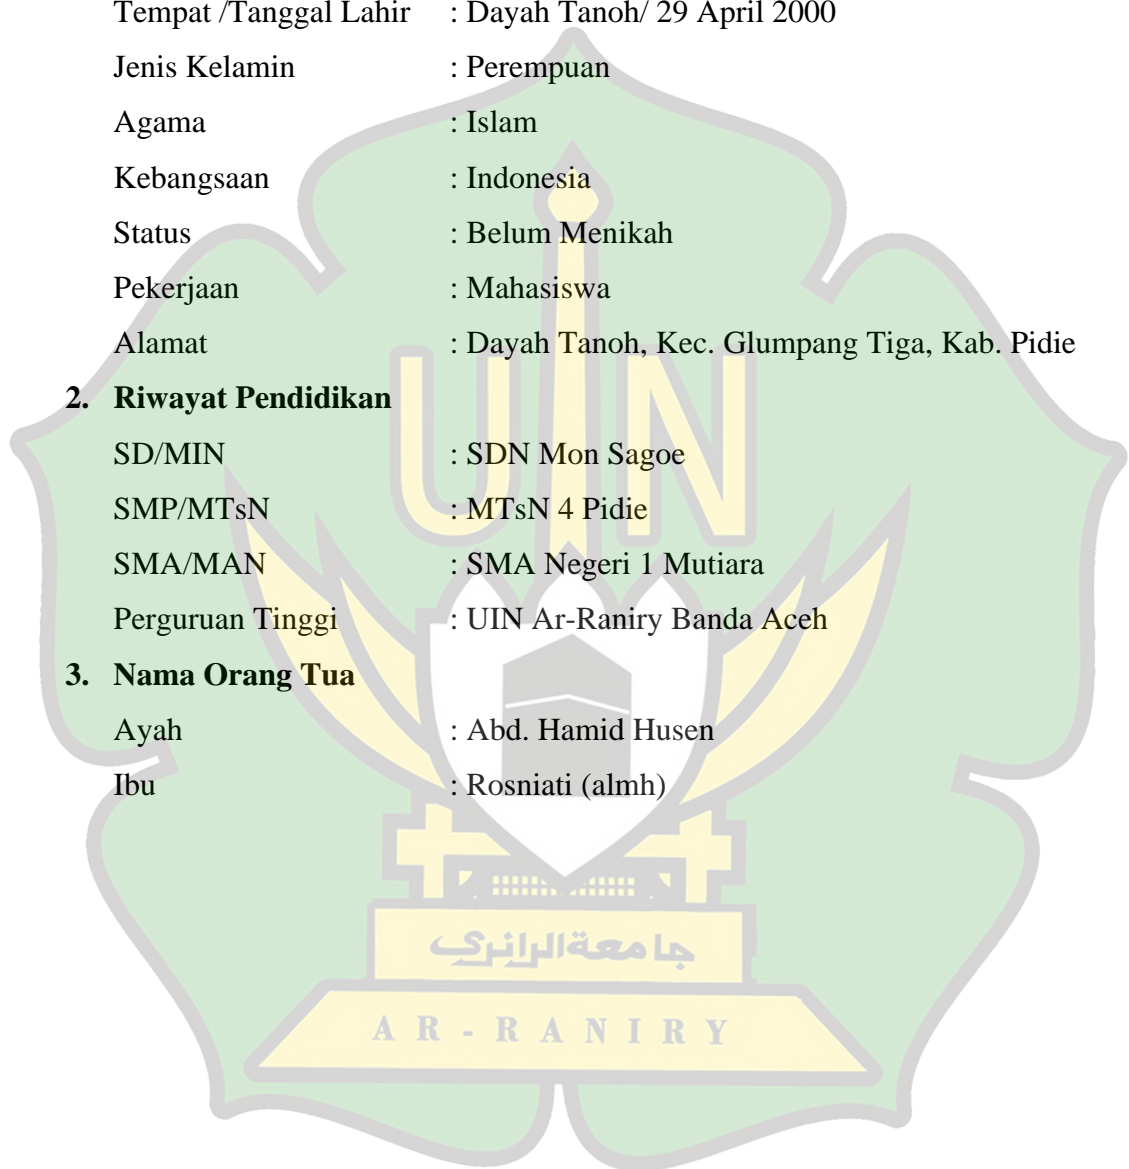 Tempat /Tanggal Lahir : Dayah Tanoh/ 29 April 2000
Jenis Kelamin : Perempuan
Agama : Islam
Kebangsaan : Indonesia
Status : Belum Menikah
Pekerjaan : Mahasiswa
Alamat : Dayah Tanoh, Kec. Glumpang Tiga, Kab. Pidie
UIN
2. Riwayat Pendidikan
SD/MIN : SDN Mon Sagoe
SMP/MTsN : MTsN 4 Pidie
SMA/MAN : SMA Negeri 1 Mutiara
Perguruan Tinggi : UIN Ar-Raniry Banda Aceh
3. Nama Orang Tua
Ayah : Abd. Hamid Husen
Ibu : Rosniati (almh)
جامعةالرانري
AR-RANIRY